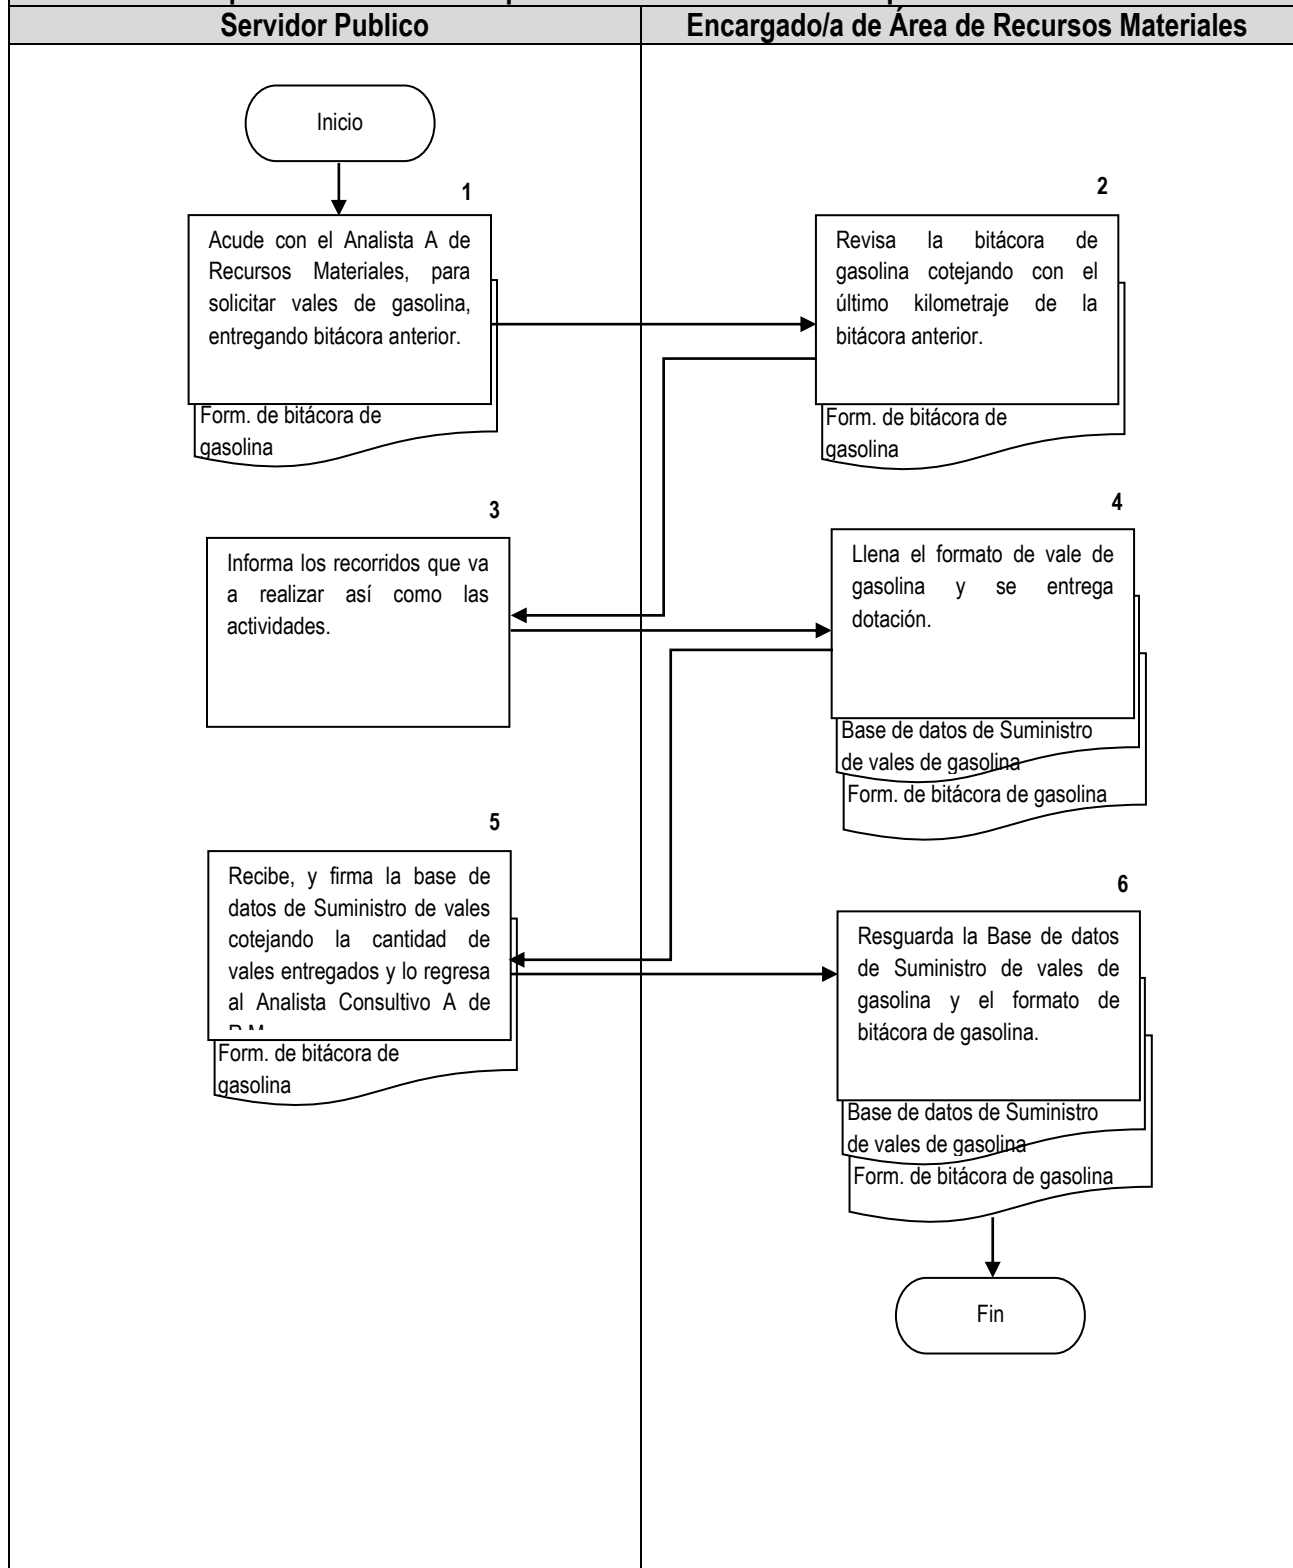 Servidor Publico
Encargado/a de Área de Recursos Materiales
Inicio
1
Acude con el Analista A de
Recursos Materiales, para
solicitar vales de gasolina,
entregando bitácora anterior.
Form. de bitácora de
gasolina
2
Revisa la bitácora de
gasolina cotejando con el
último kilometraje de la
bitácora anterior.
Form. de bitácora de
gasolina
3
Informa los recorridos que va
a realizar así como las
actividades.
4
Llena el formato de vale de
gasolina y se entrega
dotación.
Base de datos de Suministro
de vales de gasolina
Form. de bitácora de gasolina
5
Recibe, y firma la base de
datos de Suministro de vales
cotejando la cantidad de
vales entregados y lo regresa
al Analista Consultivo A de
Form. de bitácora de
gasolina
6
Resguarda la Base de datos
de Suministro de vales de
gasolina y el formato de
bitácora de gasolina.
Base de datos de Suministro
de vales de gasolina
Form. de bitácora de gasolina
Fin